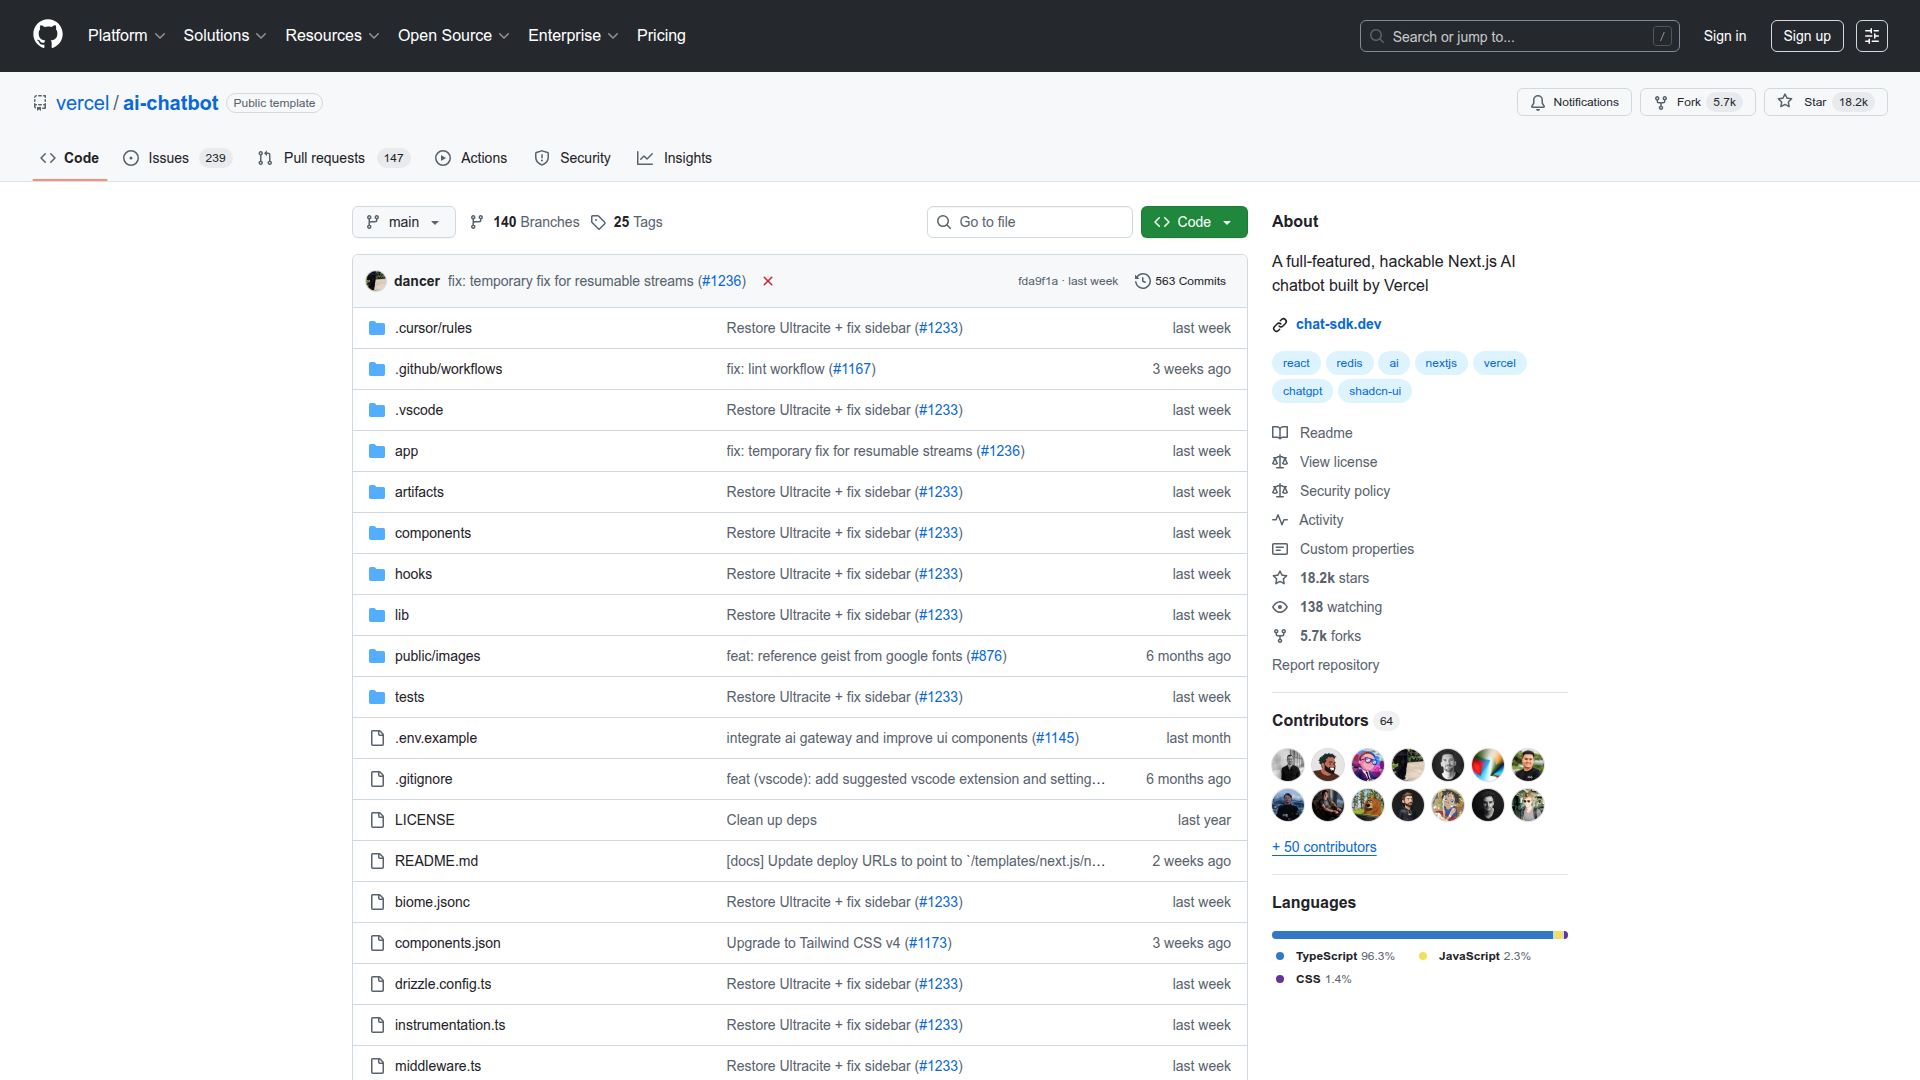 Platform Solutions Resources Open Source Enterprise Pricing Search or jump to... / Sign in Sign up
vercel / ai-chatbot Public template Notifications Fork 5.7k Star 18.2k
Code Issues 239 Pull requests 147 Actions Security Insights
main 140 Branches 25 Tags Go to file Code
dancer fix: temporary fix for resumable streams (#1236) fda9f1a · last week 563 Commits
.cursor/rules Restore Ultracite + fix sidebar (#1233) last week
.github/workflows fix: lint workflow (#1167) 3 weeks ago
.vscode Restore Ultracite + fix sidebar (#1233) last week
app fix: temporary fix for resumable streams (#1236) last week
artifacts Restore Ultracite + fix sidebar (#1233) last week
components Restore Ultracite + fix sidebar (#1233) last week
hooks Restore Ultracite + fix sidebar (#1233) last week
lib Restore Ultracite + fix sidebar (#1233) last week
public/images feat: reference geist from google fonts (#876) 6 months ago
tests Restore Ultracite + fix sidebar (#1233) last week
.env.example integrate ai gateway and improve ui components (#1145) last month
.gitignore feat (vscode): add suggested vscode extension and setting... 6 months ago
LICENSE Clean up deps last year
README.md [docs] Update deploy URLs to point to `/templates/next.js/n... 2 weeks ago
biome.jsonc Restore Ultracite + fix sidebar (#1233) last week
components.json Upgrade to Tailwind CSS v4 (#1173) 3 weeks ago
drizzle.config.ts Restore Ultracite + fix sidebar (#1233) last week
instrumentation.ts Restore Ultracite + fix sidebar (#1233) last week
middleware.ts Restore Ultracite + fix sidebar (#1233) last week
About
A full-featured, hackable Next.js AI
chatbot built by Vercel
chat-sdk.dev
react redis ai nextjs vercel
chatgpt shadcn-ui
Readme
View license
Security policy
Activity
Custom properties
18.2k stars
138 watching
5.7k forks
Report repository
Contributors 64
+ 50 contributors
Languages
TypeScript 96.3% JavaScript 2.3%
CSS 1.4%